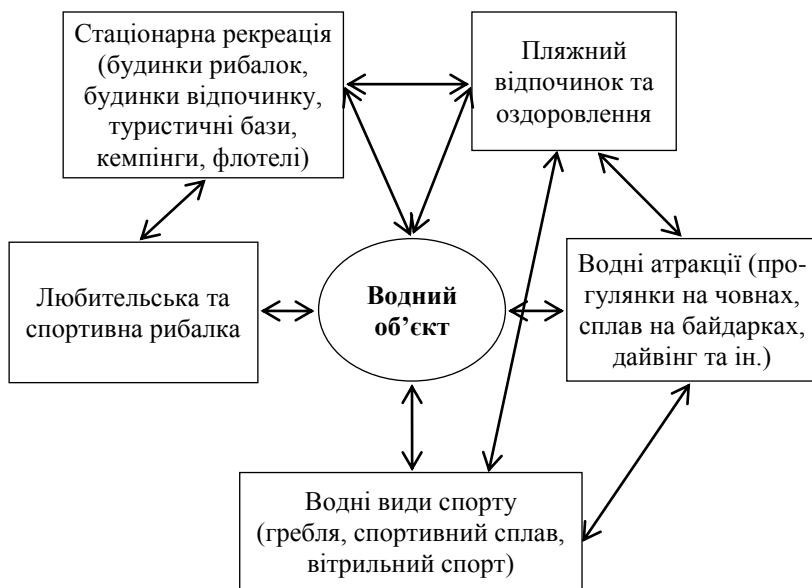 Стаціонарна рекреація
(будинки рибалок,
будинки відпочинку,
туристичні бази,
кемпінги, флотелі)
Пляжний
відпочинок та
оздоровлення
Любительська та
спортивна рибалка
Водний
об’єкт
Водні атракції (про-
гулянки на човнах,
сплав на байдарках,
дайвінг та ін.)
Водні види спорту
(гребля, спортивний сплав,
вітрильний спорт)